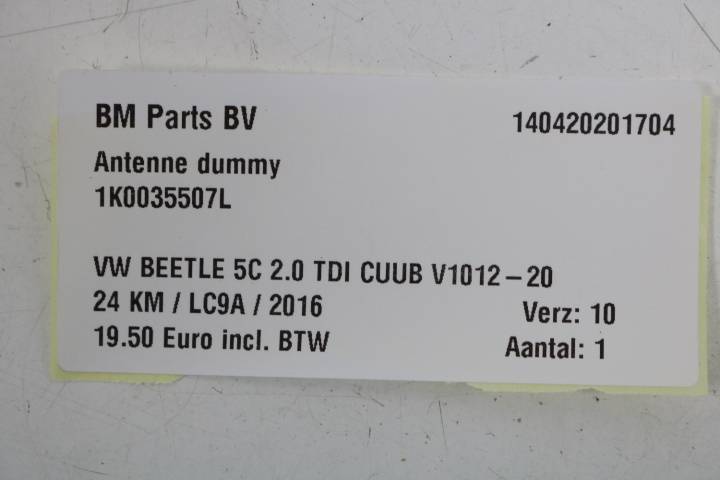 BM Parts BV 140420201704
Antenne dummy
1K0035507L
VW BEETLE 5C 2.0 TDI CUUB V1012-20
24 KM / LC9A / 2016 Verz: 10
19.50 Euro incl. BTW Aantal: 1